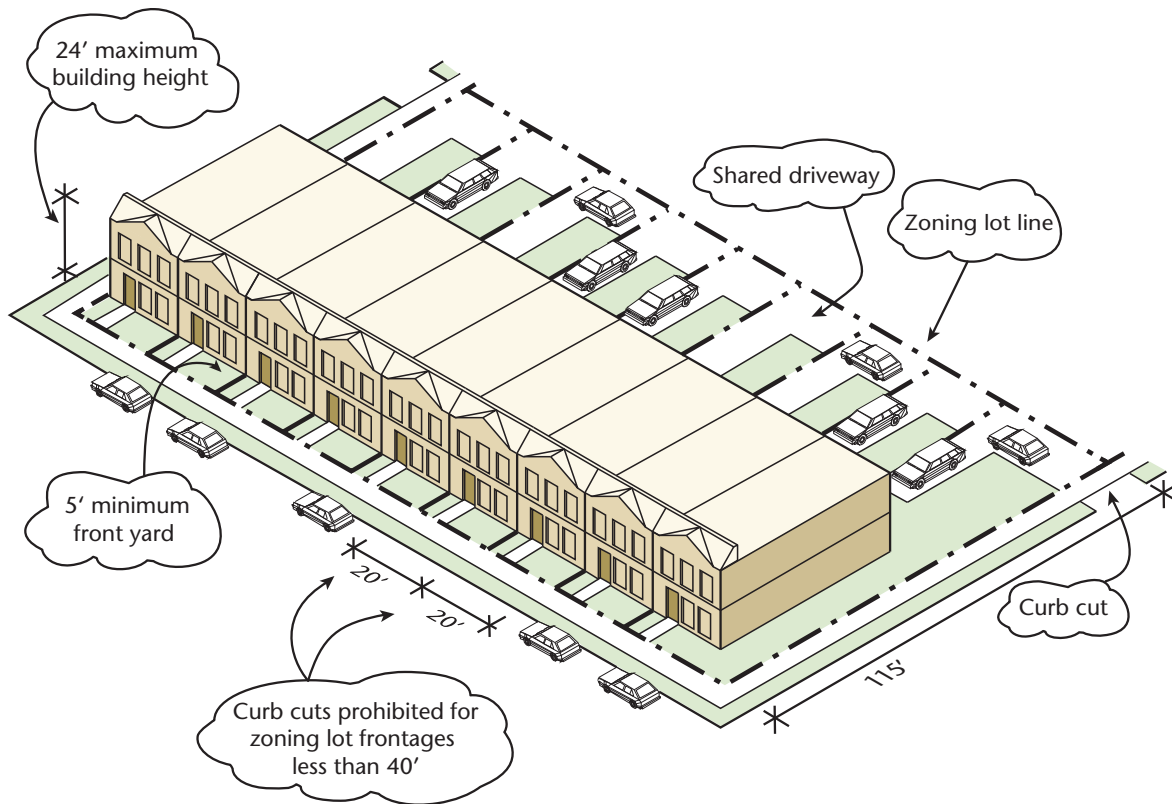 24′ maximum
building height
Shared driveway
Zoning lot line
5′ minimum
front yard
20′
20′
Curb cut
115′
Curb cuts prohibited for
zoning lot frontages
less than 40′